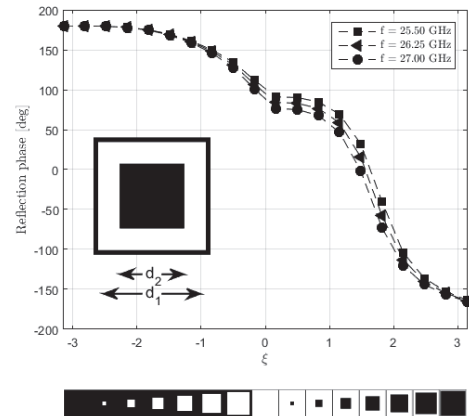 200
150
100
50
0
-50
-100
-150
-200
Reflection phase [deg]
f = 25.50 GHz
f = 26.25 GHz
f = 27.00 GHz
d2
d1
-3 -2 -1 0 1 2 3
ξ